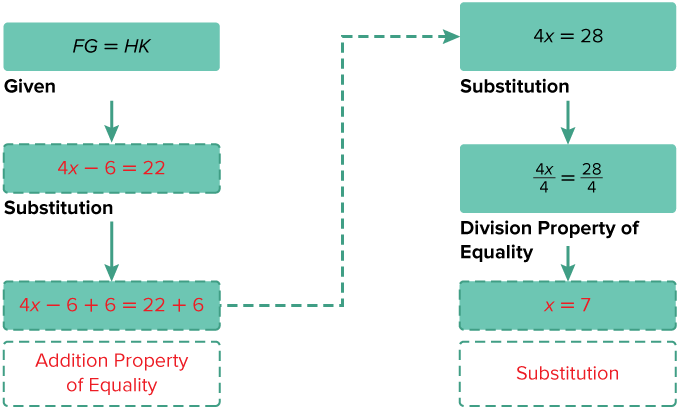 FG = HK
Given
4x − 6 = 22
Substitution
4x − 6 + 6 = 22 + 6
Addition Property
of Equality
4x = 28
Substitution
4x/4 = 28/4
Division Property of
Equality
x = 7
Substitution